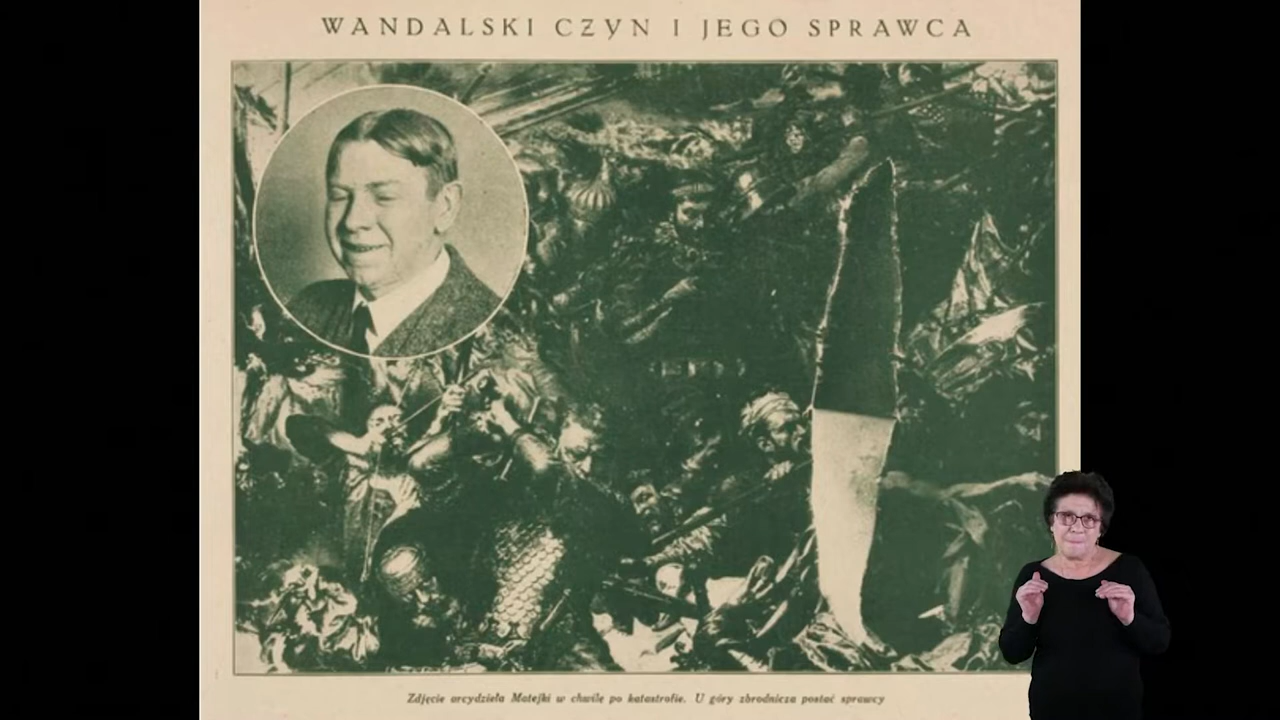 WANDALSKI CZYN I JEGO SPRAWCA
Zdjęcie arcydzieła Matejki w chwilę po katastrofie. U góry zbrodnicza postać sprawcy